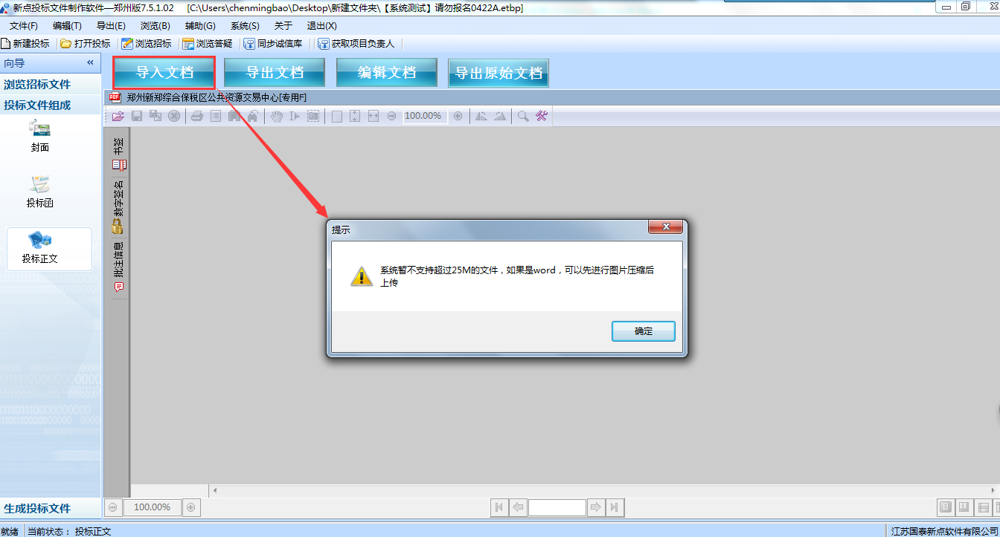 新点投标文件制作软件—郑州版7.5.1.02 [C:\Users\chenmingbao\Desktop\新建文件夹\【系统测试】请勿报名0422A.etbp]
文件(F) 编辑(T) 导出(E) 浏览(B) 辅助(G) 系统(S) 关于 退出(X)
新建投标 打开投标 浏览招标 浏览答疑 同步诚信库 获取项目负责人
向导 «
导入文档 导出文档 编辑文档 导出原始文档
浏览招标文件
投标文件组成
封面
投标函
投标正文
PDF 郑州新郑综合保税区公共资源交易中心[专用F]
100.00%
书签
数字签名
批注信息
提示
系统暂不支持超过25M的文件，如果是word，可以先进行图片压缩后
上传
确定
生成投标文件
100.00%
就绪 当前状态： 投标正文 江苏国泰新点软件有限公司